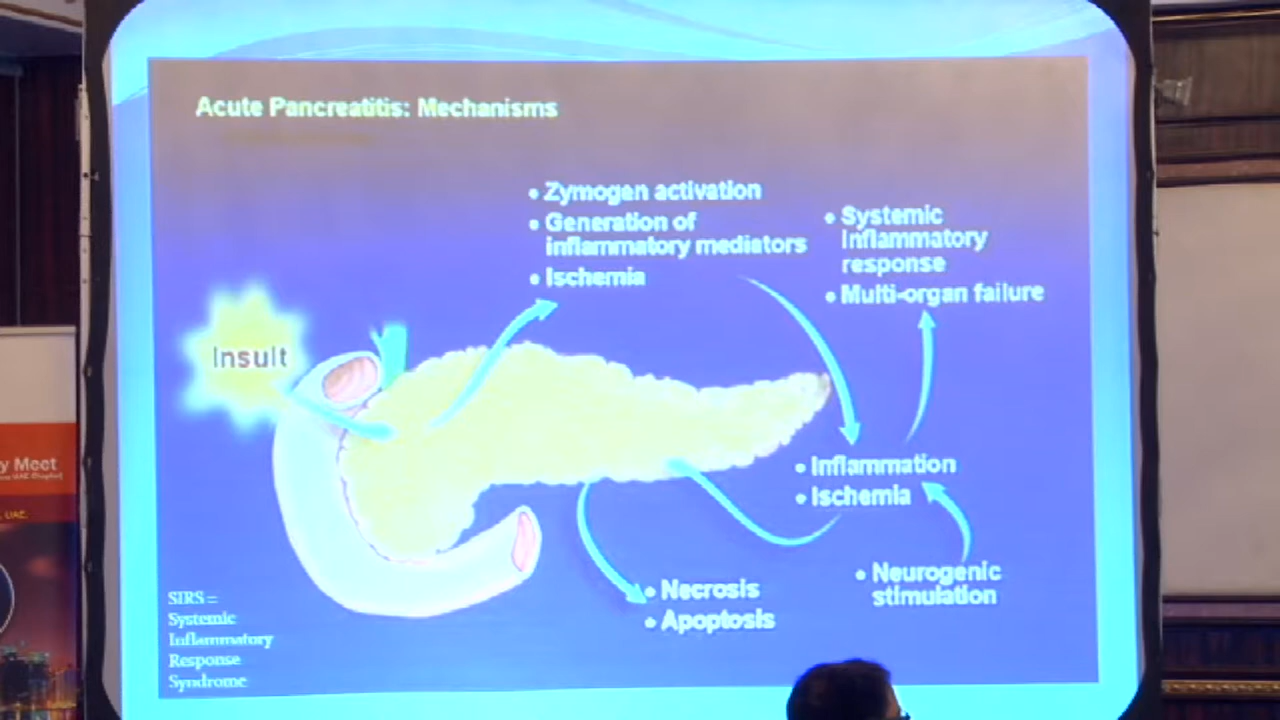 Acute Pancreatitis: Mechanisms
• Zymogen activation
• Generation of
inflammatory mediators
• Ischemia
• Systemic
Inflammatory
response
• Multi-organ failure
Insult
• Inflammation
• Ischemia
• Neurogenic
stimulation
• Necrosis
• Apoptosis
SIRS =
Systemic
Inflammatory
Response
Syndrome
y Meet
UAE